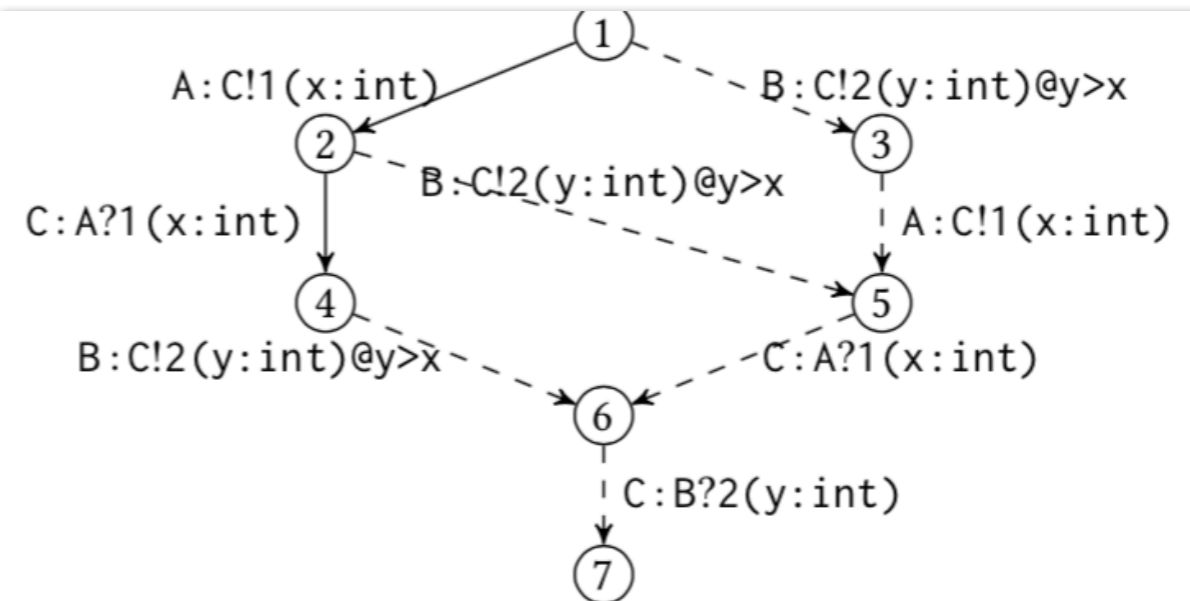 1
A:C!1(x:int)
B:C!2(y:int)@y>x
2
3
B:C!2(y:int)@y>x
C:A?1(x:int)
A:C!1(x:int)
4
5
B:C!2(y:int)@y>x
C:A?1(x:int)
6
C:B?2(y:int)
7